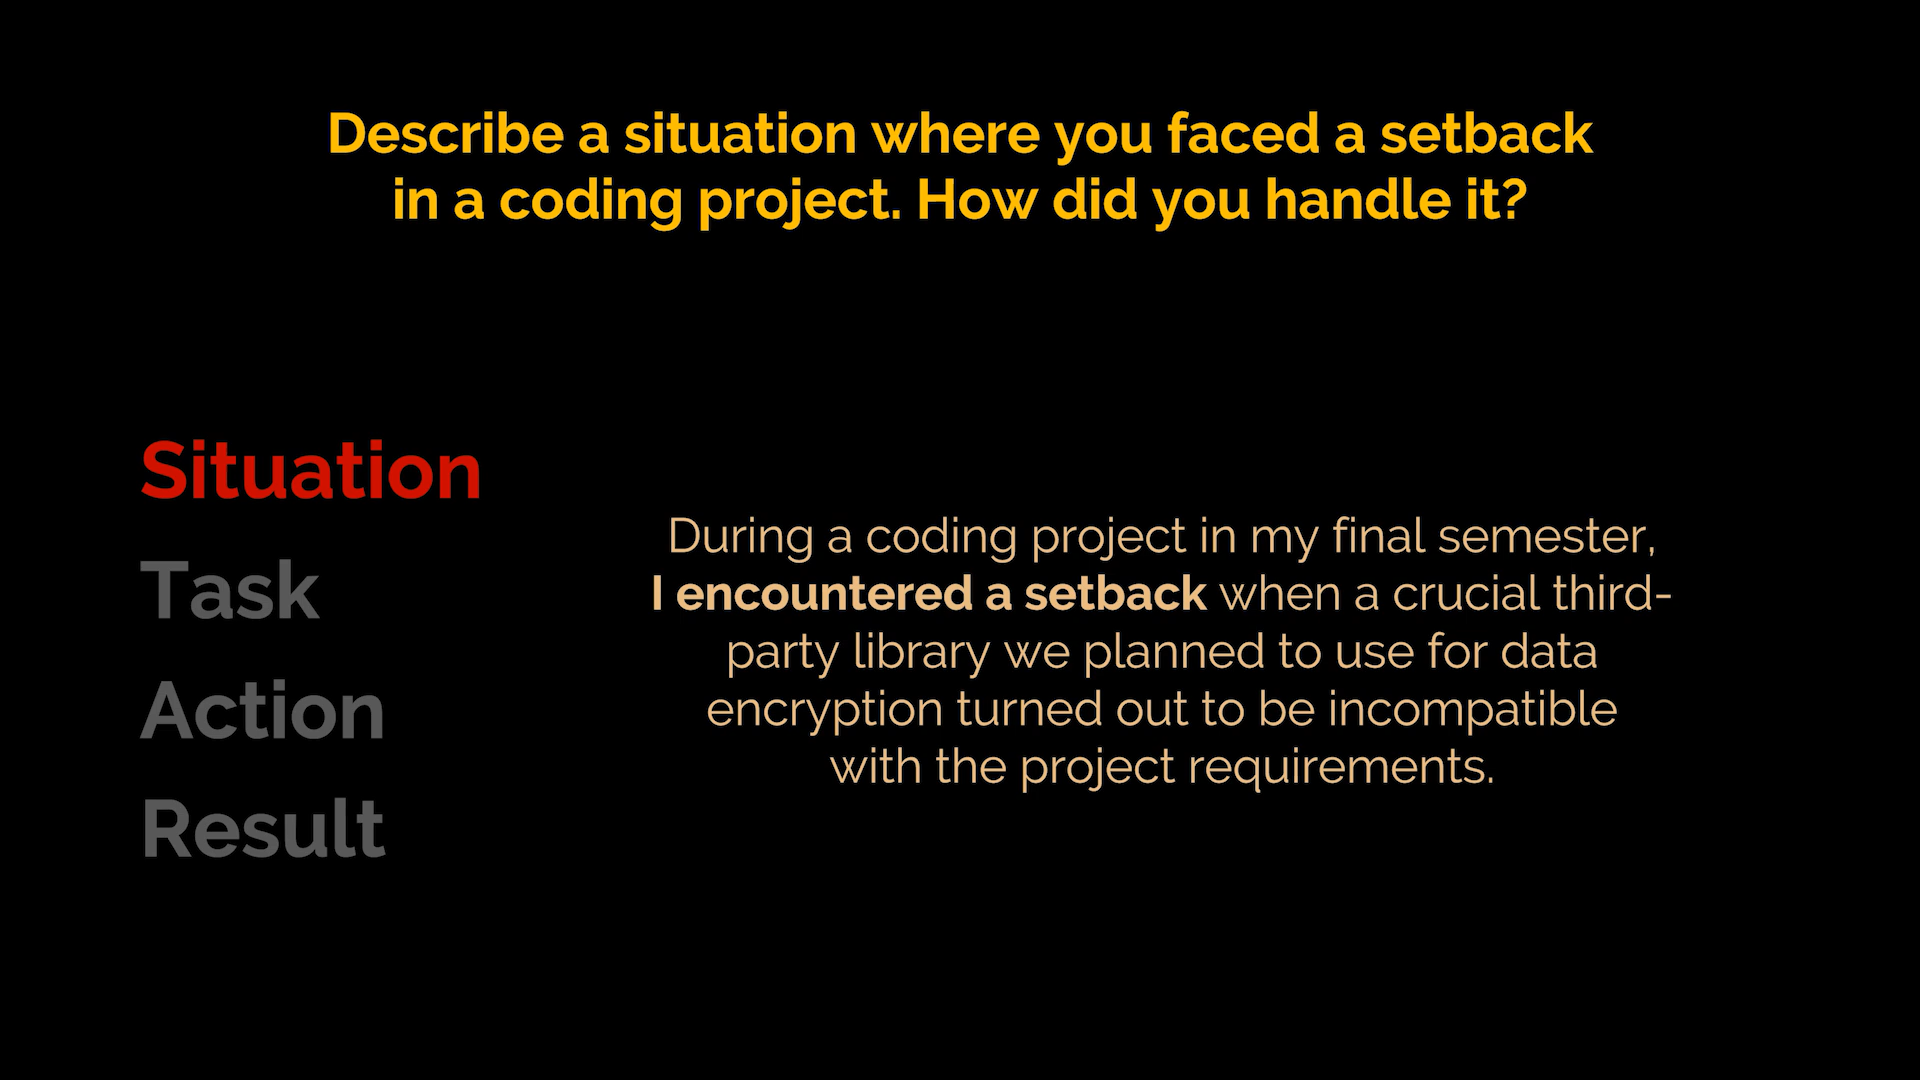 Describe a situation where you faced a setback
in a coding project. How did you handle it?
Situation
Task
Action
Result
During a coding project in my final semester,
I encountered a setback when a crucial third-
party library we planned to use for data
encryption turned out to be incompatible
with the project requirements.